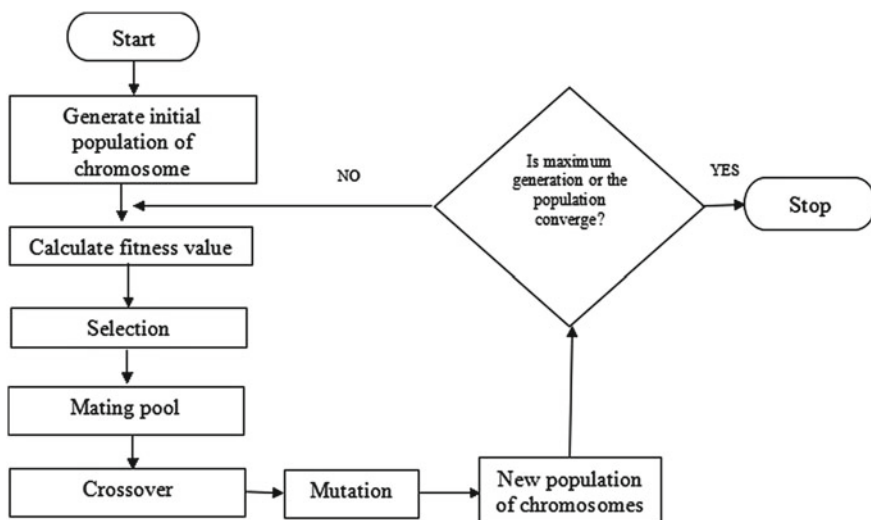 Start
Generate initial
population of
chromosome
Calculate fitness value
Selection
Mating pool
Crossover
Mutation
New population
of chromosomes
Is maximum
generation or the
population
converge?
NO
YES
Stop